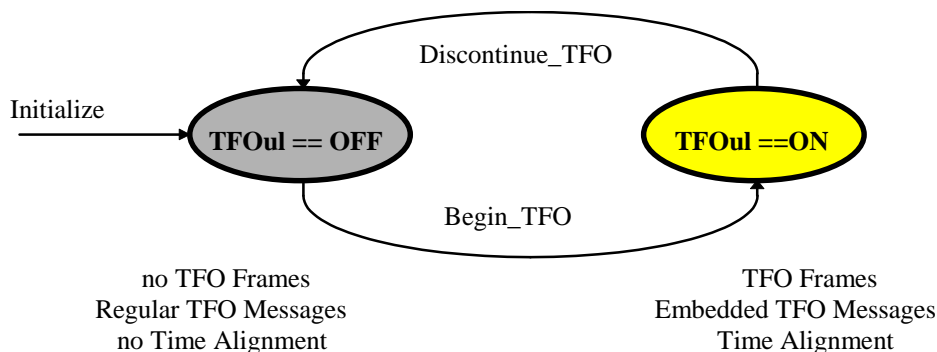 Discontinue_TFO
Initialize
TFOul == OFF
TFOul ==ON
Begin_TFO
no TFO Frames
Regular TFO Messages
no Time Alignment
TFO Frames
Embedded TFO Messages
Time Alignment